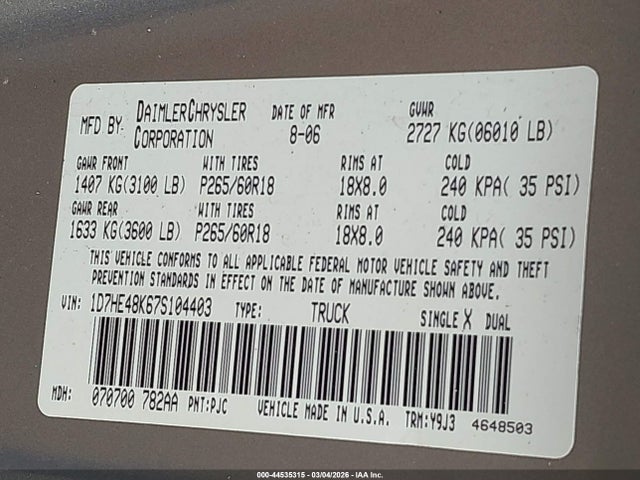 MFD BY DAIMLERCHRYSLER CORPORATION DATE OF MFR 8-06 GVWR 2727 KG(06010 LB)
GAWR FRONT WITH TIRES RIMS AT COLD
1407 KG(3100 LB) P265/60R18 18X8.0 240 KPA( 35 PSI)
GAWR REAR WITH TIRES RIMS AT COLD
1633 KG(3600 LB) P265/60R18 18X8.0 240 KPA( 35 PSI)
THIS VEHICLE CONFORMS TO ALL APPLICABLE FEDERAL MOTOR VEHICLE SAFETY AND THEFT
PREVENTION STANDARDS IN EFFECT ON THE DATE OF MANUFACTURE SHOWN ABOVE.
VIN: 1D7HE48K67S104403 TYPE: TRUCK SINGLE X DUAL
MDH: 070700 782AA PNT:PJC VEHICLE MADE IN U.S.A. TRM:Y9J3 4648503
000-44535315 - 03/04/2026 - IAA Inc.